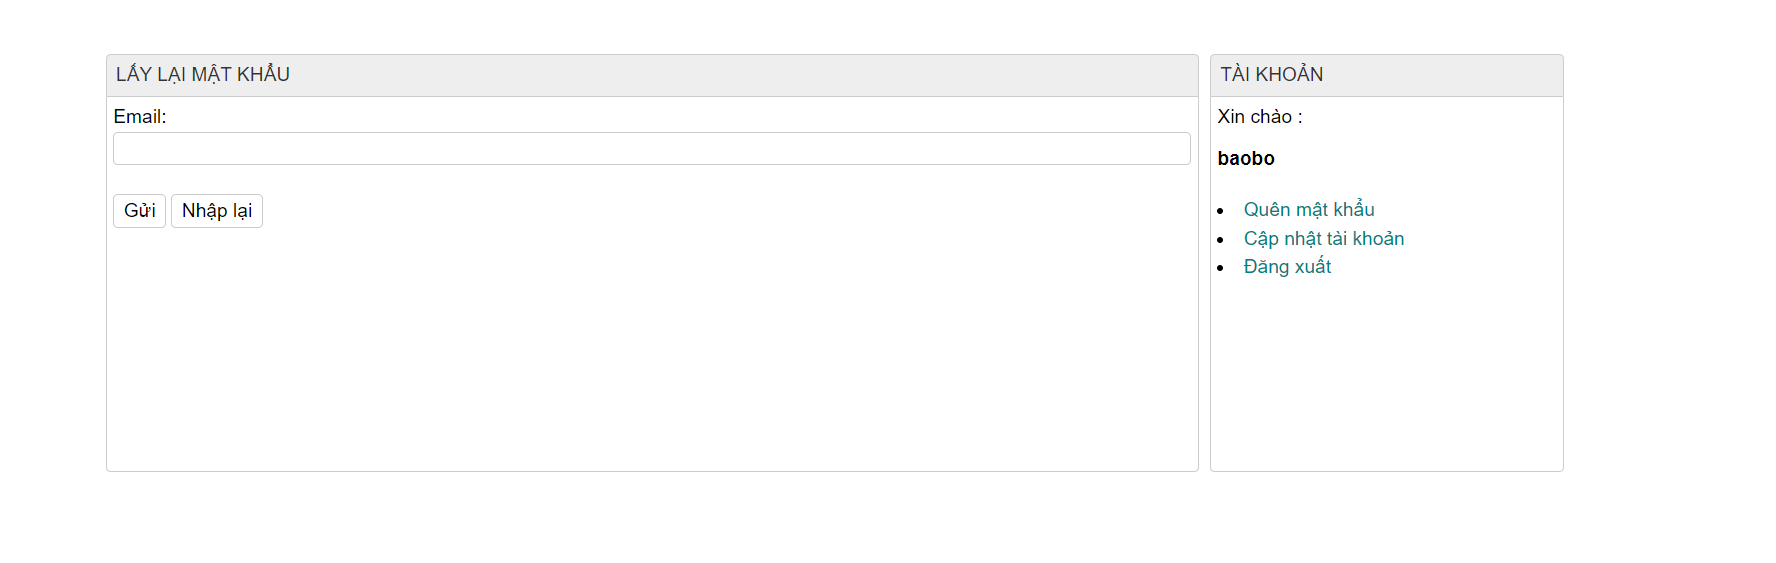 LẤY LẠI MẬT KHẨU
Email:
Gửi
Nhập lại
TÀI KHOẢN
Xin chào :
baobo
Quên mật khẩu
Cập nhật tài khoản
Đăng xuất